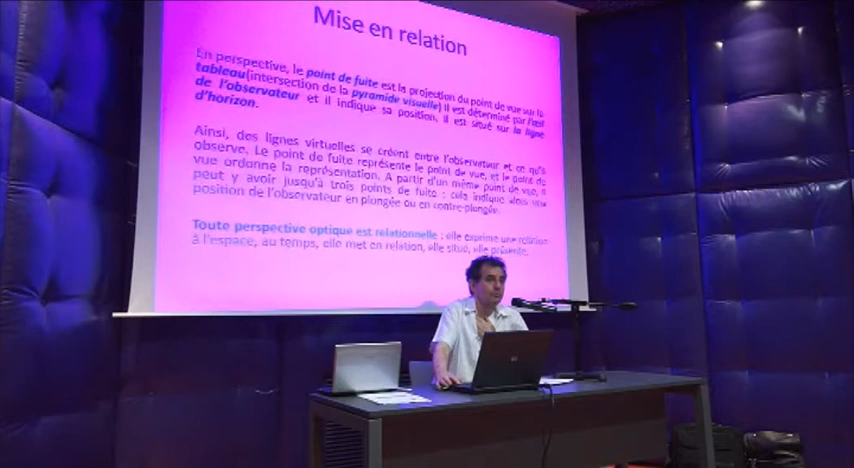 Mise en relation
En perspective, le point de fuite est la projection du point de vue sur le
tableau(intersection de la pyramide visuelle) Il est déterminé par l'œil
de l'observateur et il indique sa position, il est situé sur la ligne
d'horizon.
Ainsi, des lignes virtuelles se créent entre l'observateur et ce qu'il
observe. Le point de fuite représente le point de vue, et le point de
vue ordonne la représentation. A partir d'un même point de vue, il
peut y avoir jusqu'à trois points de fuite : cela indique alors une
position de l'observateur en plongée ou en contre-plongée.
Toute perspective optique est relationnelle : elle exprime une relation
à l'espace, au temps, elle met en relation, elle situe, elle présente.